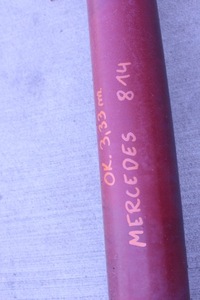 OK. 3,33 m
MERCEDES 814